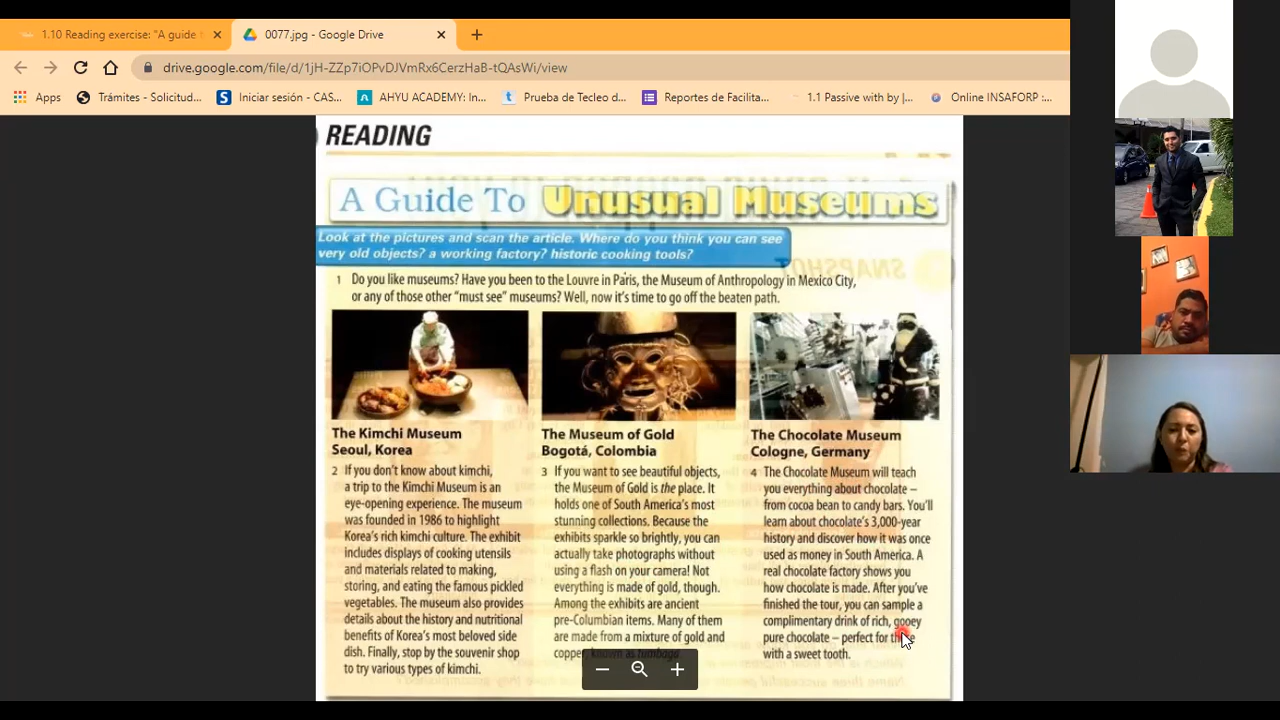 1.10 Reading exercise: "A guide
0077.jpg - Google Drive
drive.google.com/file/d/1jH-ZZp7iOPvDJVmRx6CerzHaB-tQAsWi/view
Apps
Trámites - Solicitud...
Iniciar sesión - CAS...
AHYU ACADEMY: In...
Prueba de Tecleo d...
Reportes de Facilita...
1.1 Passive with by |...
Online INSAFORP :...
READING
A Guide To Unusual Museums
Look at the pictures and scan the article. Where do you think you can see
very old objects? a working factory? historic cooking tools?
1 Do you like museums? Have you been to the Louvre in Paris, the Museum of Anthropology in Mexico City,
or any of those other "must see" museums? Well, now it's time to go off the beaten path.
The Kimchi Museum
Seoul, Korea
2 If you don't know about kimchi,
a trip to the Kimchi Museum is an
eye-opening experience. The museum
was founded in 1986 to highlight
Korea's rich kimchi culture. The exhibit
includes displays of cooking utensils
and materials related to making,
storing, and eating the famous pickled
vegetables. The museum also provides
details about the history and nutritional
benefits of Korea's most beloved side
dish. Finally, stop by the souvenir shop
to try various types of kimchi.
The Museum of Gold
Bogotá, Colombia
3 If you want to see beautiful objects,
the Museum of Gold is the place. It
holds one of South America's most
stunning collections. Because the
exhibits sparkle so brightly, you can
actually take photographs without
using a flash on your camera! Not
everything is made of gold, though.
Among the exhibits are ancient
pre-Columbian items. Many of them
are made from a mixture of gold and
copper, known as tumbaga
The Chocolate Museum
Cologne, Germany
4 The Chocolate Museum will teach
you everything about chocolate –
from cocoa bean to candy bars. You'll
learn about chocolate's 3,000-year
history and discover how it was once
used as money in South America. A
real chocolate factory shows you
how chocolate is made. After you've
finished the tour, you can sample a
complimentary drink of rich, gooey
pure chocolate – perfect for
with a sweet tooth.